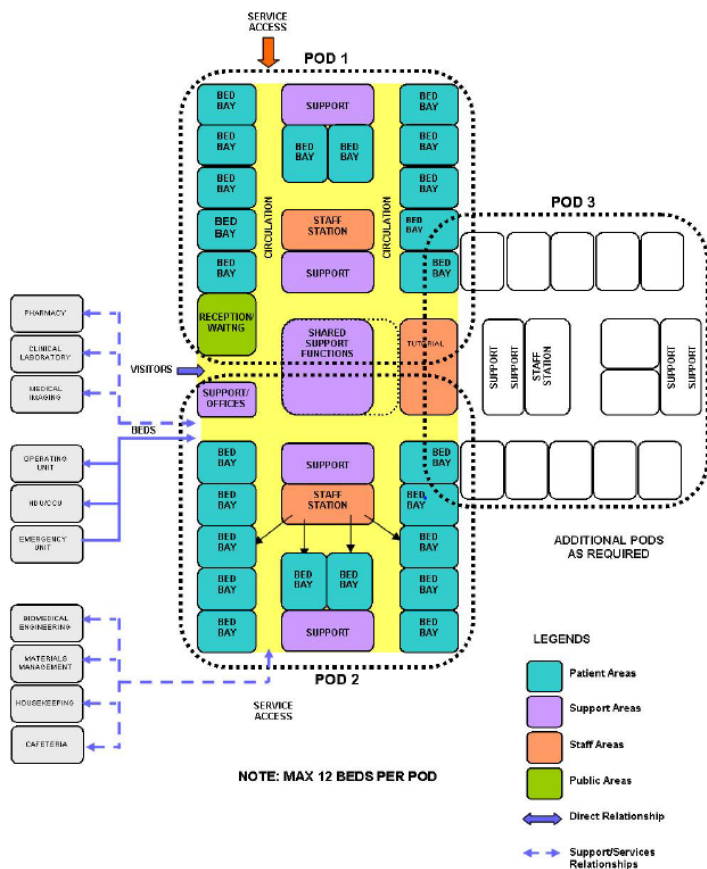 SERVICE
ACCESS
POD 1
BED
BAY
SUPPORT
BED
BAY
BED
BAY
BED
BAY
BED
BAY
BED
BAY
BED
BAY
BED
BAY
BED
BAY
CIRCULATION
CIRCULATION
POD 3
BED
BAY
STAFF
STATION
BED
BAY
BED
BAY
SUPPORT
BED
BAY
PHARMACY
CLINICAL
LABORATORY
MEDICAL
IMAGING
RECEPTION/
WAITNG
SHARED
SUPPORT
FUNCTIONS
TUTORIAL
SUPPORT
SUPPORT
STAFF
STATION
SUPPORT
SUPPORT
VISITORS
SUPPORT/
OFFICES
BEDS
OPERATING
UNIT
HDU/CCU
EMERGENCY
UNIT
BED
BAY
SUPPORT
BED
BAY
BED
BAY
STAFF
STATION
BED
BAY
BED
BAY
BED
BAY
ADDITIONAL PODS
AS REQUIRED
BED
BAY
BED
BAY
BED
BAY
BED
BAY
BED
BAY
SUPPORT
BED
BAY
BIOMEDICAL
ENGINEERING
MATERIALS
MANAGEMENT
HOUSEKEEPING
CAFETERIA
POD 2
SERVICE
ACCESS
NOTE: MAX 12 BEDS PER POD
LEGENDS
Patient Areas
Support Areas
Staff Areas
Public Areas
Direct Relationship
Support/Services
Relationships